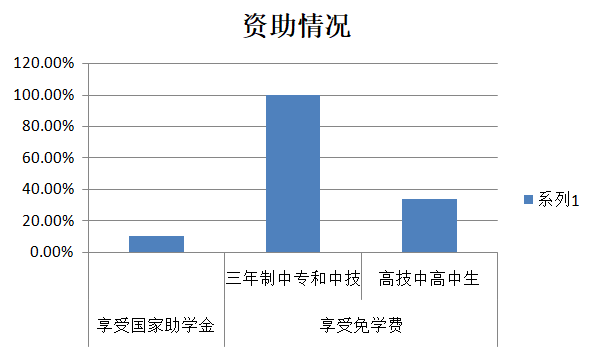 资助情况
120.00%
100.00%
80.00%
60.00%
40.00%
20.00%
0.00%
系列1
三年制中专和中技
高技中高中生
享受国家助学金
享受免学费